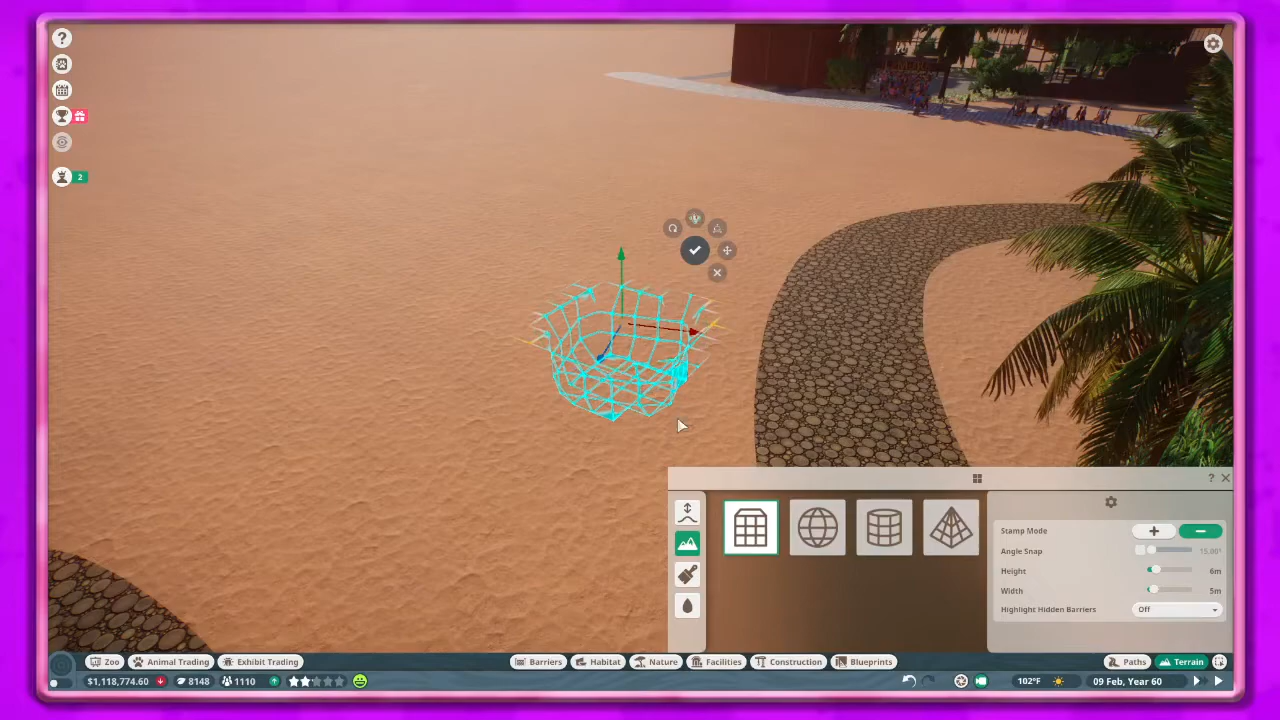 ?
2
? ×
Stamp Mode + −
Angle Snap 15.00°
Height 6m
Width 5m
Highlight Hidden Barriers Off
Zoo Animal Trading Exhibit Trading Barriers Habitat Nature Facilities Construction Blueprints Paths Terrain
$1,118,774.60 8148 1110 102°F 09 Feb, Year 60